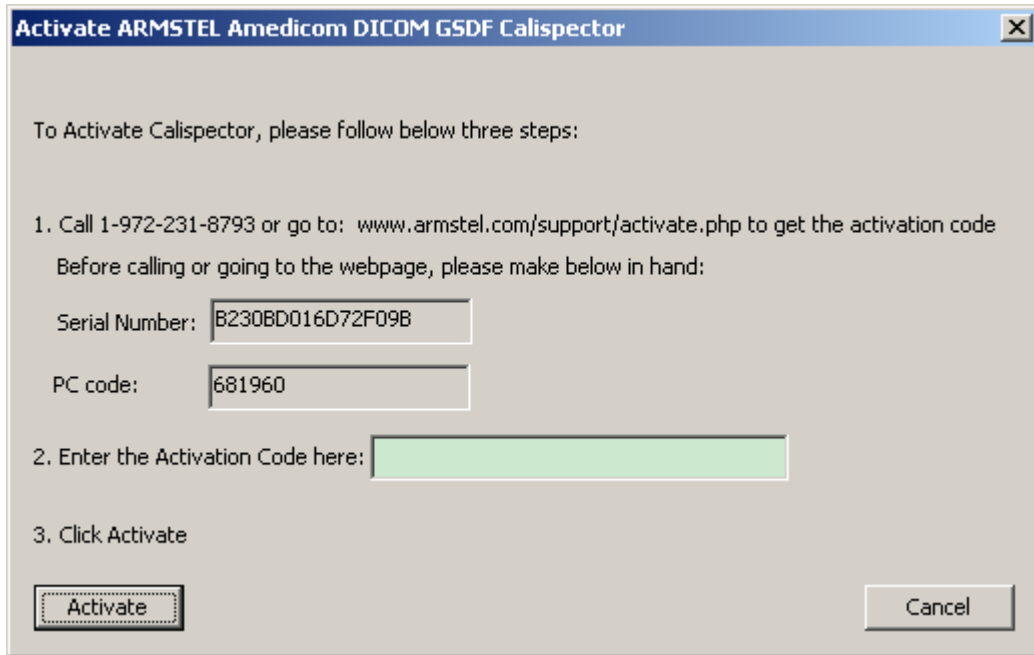 Activate ARMSTEL Amedicom DICOM GSDF Calispector
To Activate Calispector, please follow below three steps:
1. Call 1-972-231-8793 or go to: www.armstel.com/support/activate.php to get the activation code
Before calling or going to the webpage, please make below in hand:
Serial Number: B230BD016D72F09B
PC code: 681960
2. Enter the Activation Code here:
3. Click Activate
Activate Cancel